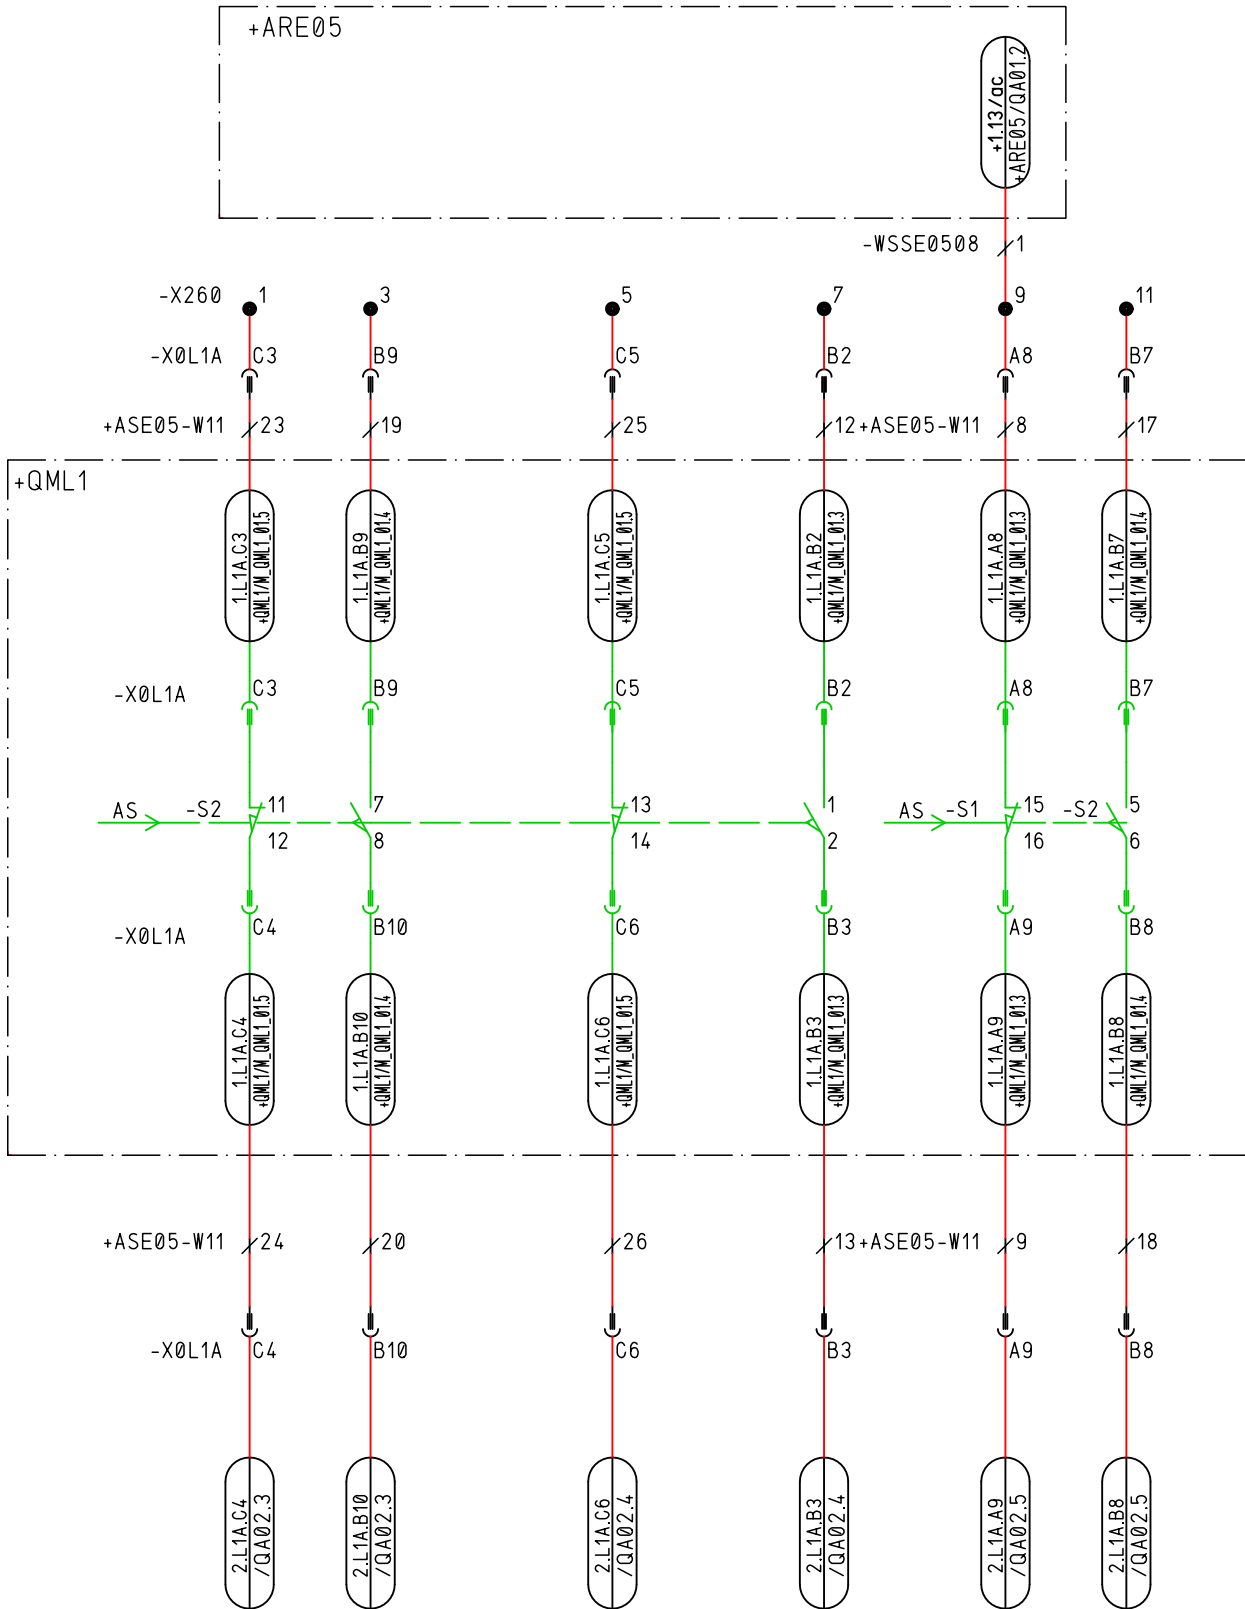 +ARE05
+1.13/ac
+ARE05/QA01.2
-WSSE0508 1
-X260 1 3 5 7 9 11
-X0L1A C3 B9 C5 B2 A8 B7
+ASE05-W11 23 19 25 12 +ASE05-W11 8 17
+QML1
1.L1A.C3
+QML1/M_QML1_01.5
1.L1A.B9
+QML1/M_QML1_01.4
1.L1A.C5
+QML1/M_QML1_01.5
1.L1A.B2
+QML1/M_QML1_01.3
1.L1A.A8
+QML1/M_QML1_01.3
1.L1A.B7
+QML1/M_QML1_01.4
-X0L1A C3 B9 C5 B2 A8 B7
AS -S2 11 7 13 1 AS -S1 15 -S2 5
12 8 14 2 16 6
-X0L1A C4 B10 C6 B3 A9 B8
1.L1A.C4
+QML1/M_QML1_01.5
1.L1A.B10
+QML1/M_QML1_01.4
1.L1A.C6
+QML1/M_QML1_01.5
1.L1A.B3
+QML1/M_QML1_01.3
1.L1A.A9
+QML1/M_QML1_01.3
1.L1A.B8
+QML1/M_QML1_01.4
+ASE05-W11 24 20 26 13 +ASE05-W11 9 18
-X0L1A C4 B10 C6 B3 A9 B8
2.L1A.C4
/QA02.3
2.L1A.B10
/QA02.3
2.L1A.C6
/QA02.4
2.L1A.B3
/QA02.4
2.L1A.A9
/QA02.5
2.L1A.B8
/QA02.5